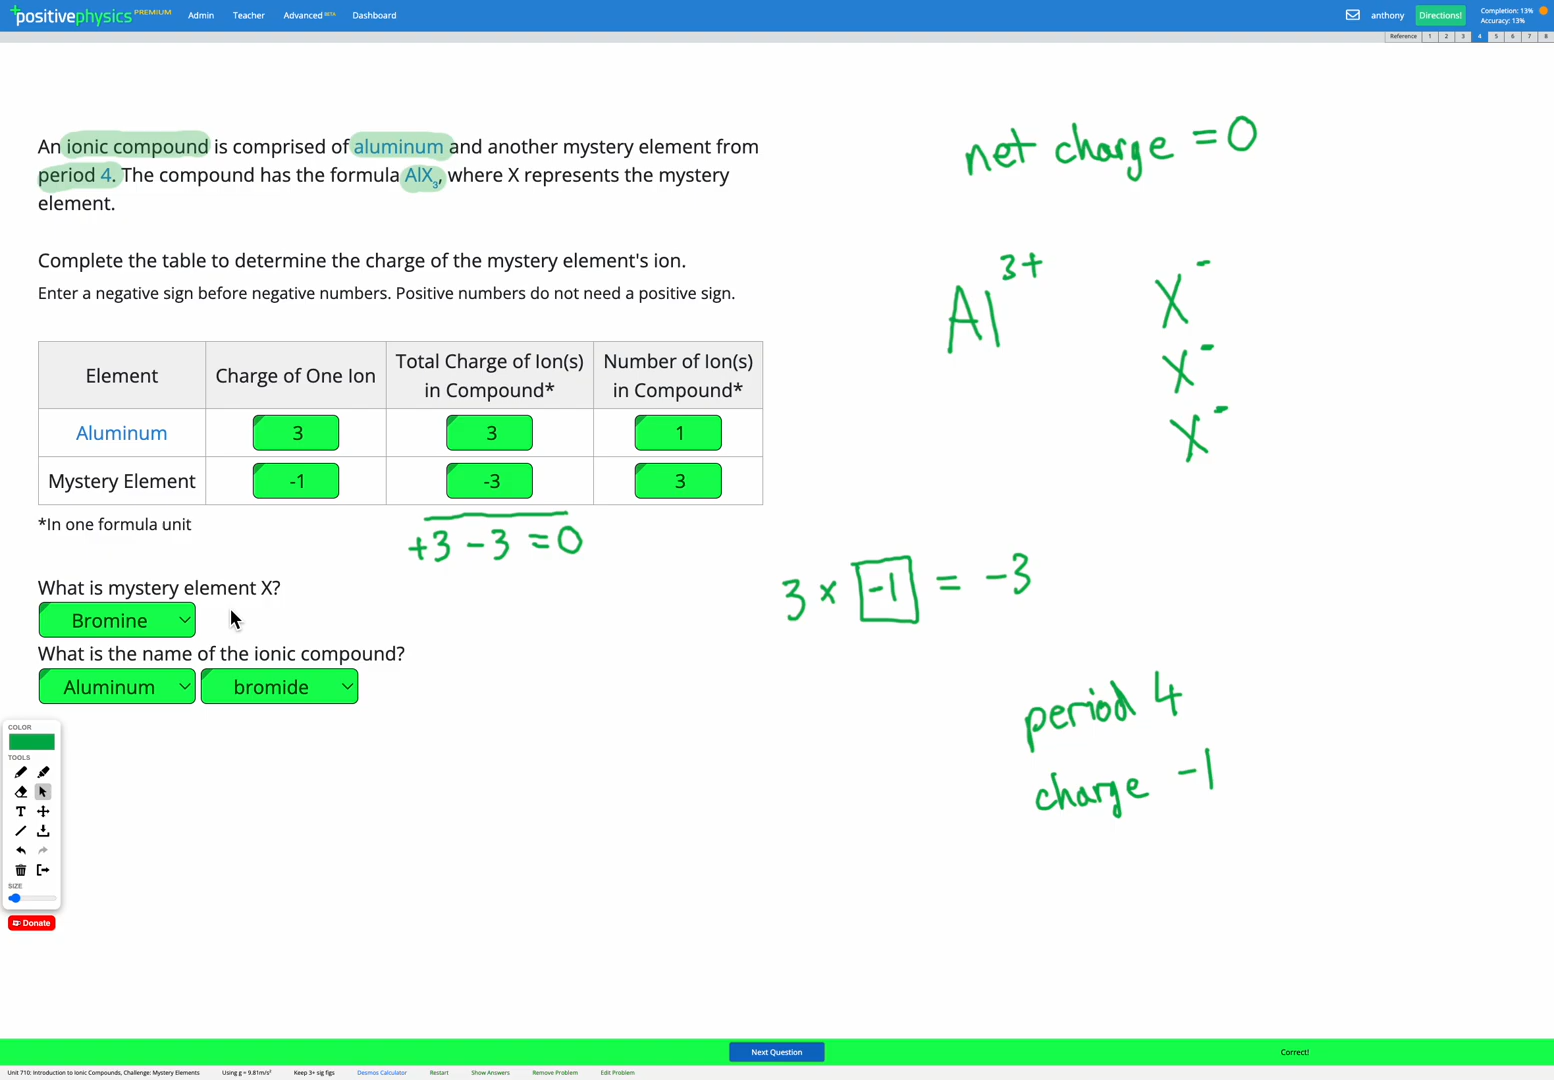 +positivephysics PREMIUM Admin Teacher Advanced BETA Dashboard anthony Directions! Completion: 13%
Accuracy: 13%
Reference 1 2 3 4 5 6 7 8
An ionic compound is comprised of aluminum and another mystery element from
period 4. The compound has the formula AlX₃, where X represents the mystery
element.
net charge = 0
Complete the table to determine the charge of the mystery element's ion.
Enter a negative sign before negative numbers. Positive numbers do not need a positive sign.
Al³⁺ X⁻
X⁻
X⁻
Element Charge of One Ion Total Charge of Ion(s) in Compound* Number of Ion(s) in Compound*
Aluminum 3 3 1
Mystery Element -1 -3 3
*In one formula unit
+3 -3 = 0
3 x -1 = -3
What is mystery element X?
Bromine
What is the name of the ionic compound?
Aluminum bromide
period 4
charge -1
COLOR
TOOLS
T
SIZE
Donate
Next Question Correct!
Unit 710: Introduction to Ionic Compounds, Challenge: Mystery Elements Using g = 9.81m/s² Keep 3+ sig figs Desmos Calculator Restart Show Answers Remove Problem Edit Problem